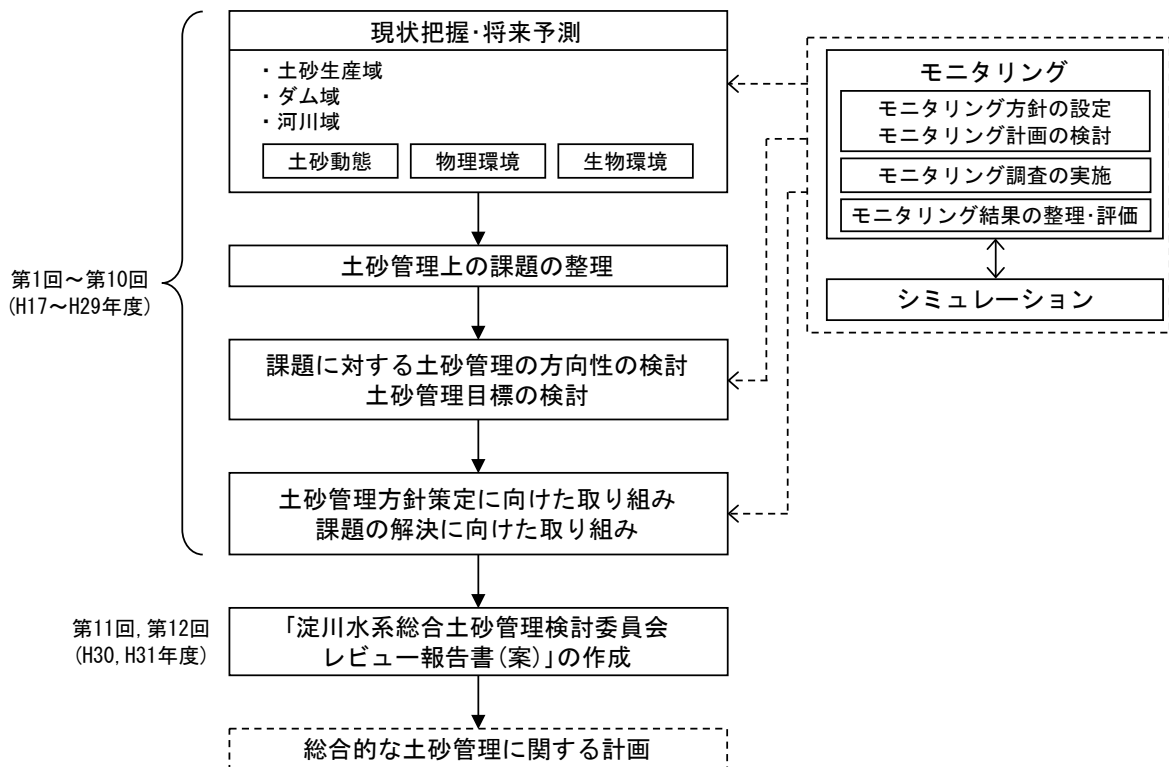 現状把握・将来予測
・土砂生産域
・ダム域
・河川域
土砂動態
物理環境
生物環境
土砂管理上の課題の整理
課題に対する土砂管理の方向性の検討
土砂管理目標の検討
土砂管理方針策定に向けた取り組み
課題の解決に向けた取り組み
第1回～第10回
(H17～H29年度)
モニタリング
モニタリング方針の設定
モニタリング計画の検討
モニタリング調査の実施
モニタリング結果の整理・評価
シミュレーション
第11回,第12回
(H30,H31年度)
「淀川水系総合土砂管理検討委員会
レビュー報告書(案)」の作成
総合的な土砂管理に関する計画